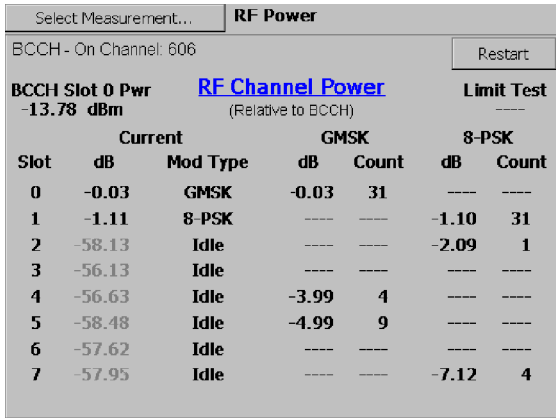 Select Measurement... RF Power
BCCH - On Channel: 606 Restart
BCCH Slot 0 Pwr RF Channel Power Limit Test
-13.78 dBm (Relative to BCCH) ----
Current GMSK 8-PSK
Slot dB Mod Type dB Count dB Count
0 -0.03 GMSK -0.03 31 ---- ----
1 -1.11 8-PSK ---- ---- -1.10 31
2 -58.13 Idle ---- ---- -2.09 1
3 -56.13 Idle ---- ---- ---- ----
4 -56.63 Idle -3.99 4 ---- ----
5 -58.48 Idle -4.99 9 ---- ----
6 -57.62 Idle ---- ---- ---- ----
7 -57.95 Idle ---- ---- -7.12 4